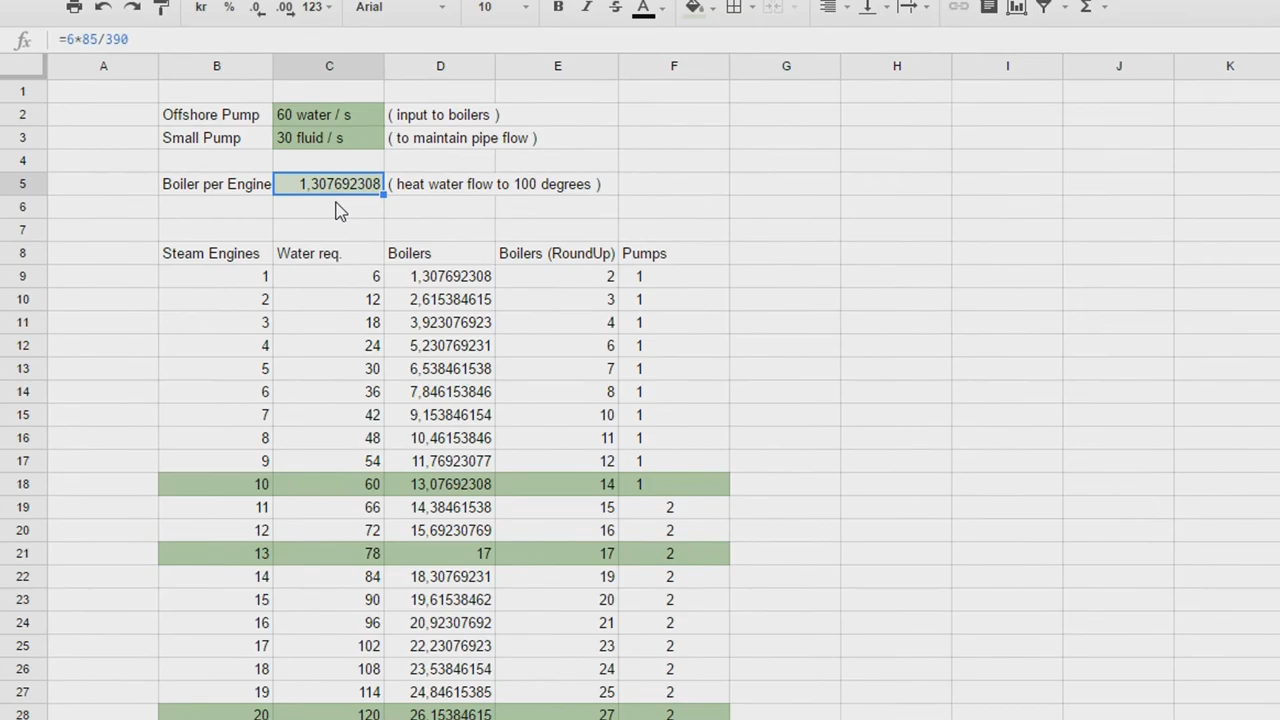 kr % .0 .00 123 Arial 10 B I S A Σ
fx =6*85/390
A B C D E F G H I J K
1
2 Offshore Pump 60 water / s ( input to boilers )
3 Small Pump 30 fluid / s ( to maintain pipe flow )
4
5 Boiler per Engine 1,307692308 ( heat water flow to 100 degrees )
6
7
8 Steam Engines Water req. Boilers Boilers (RoundUp) Pumps
9 1 6 1,307692308 2 1
10 2 12 2,615384615 3 1
11 3 18 3,923076923 4 1
12 4 24 5,230769231 6 1
13 5 30 6,538461538 7 1
14 6 36 7,846153846 8 1
15 7 42 9,153846154 10 1
16 8 48 10,46153846 11 1
17 9 54 11,76923077 12 1
18 10 60 13,07692308 14 1
19 11 66 14,38461538 15 2
20 12 72 15,69230769 16 2
21 13 78 17 17 2
22 14 84 18,30769231 19 2
23 15 90 19,61538462 20 2
24 16 96 20,92307692 21 2
25 17 102 22,23076923 23 2
26 18 108 23,53846154 24 2
27 19 114 24,84615385 25 2
28 20 120 26,15384615 27 2